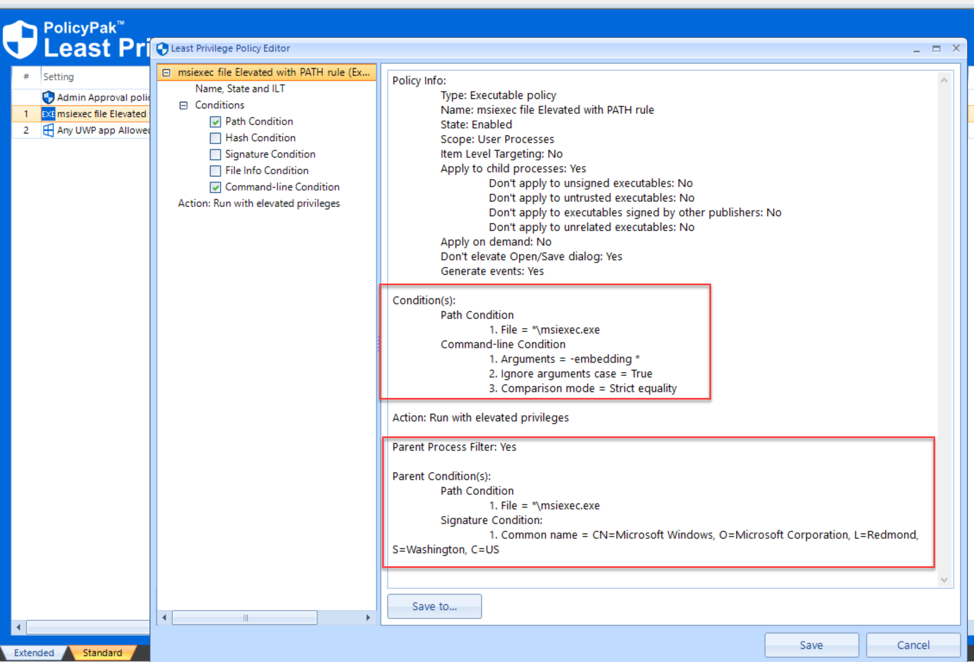 PolicyPak™
Least Pri
Least Privilege Policy Editor
# Setting
Admin Approval polic
1 EXE msiexec file Elevated
2 Any UWP app Allowed
msiexec file Elevated with PATH rule (Ex...
Name, State and ILT
Conditions
Path Condition
Hash Condition
Signature Condition
File Info Condition
Command-line Condition
Action: Run with elevated privileges
Policy Info:
Type: Executable policy
Name: msiexec file Elevated with PATH rule
State: Enabled
Scope: User Processes
Item Level Targeting: No
Apply to child processes: Yes
Don't apply to unsigned executables: No
Don't apply to untrusted executables: No
Don't apply to executables signed by other publishers: No
Don't apply to unrelated executables: No
Apply on demand: No
Don't elevate Open/Save dialog: Yes
Generate events: Yes
Condition(s):
Path Condition
1. File = *\msiexec.exe
Command-line Condition
1. Arguments = -embedding *
2. Ignore arguments case = True
3. Comparison mode = Strict equality
Action: Run with elevated privileges
Parent Process Filter: Yes
Parent Condition(s):
Path Condition
1. File = *\msiexec.exe
Signature Condition:
1. Common name = CN=Microsoft Windows, O=Microsoft Corporation, L=Redmond,
S=Washington, C=US
Save to...
Save Cancel
Extended Standard